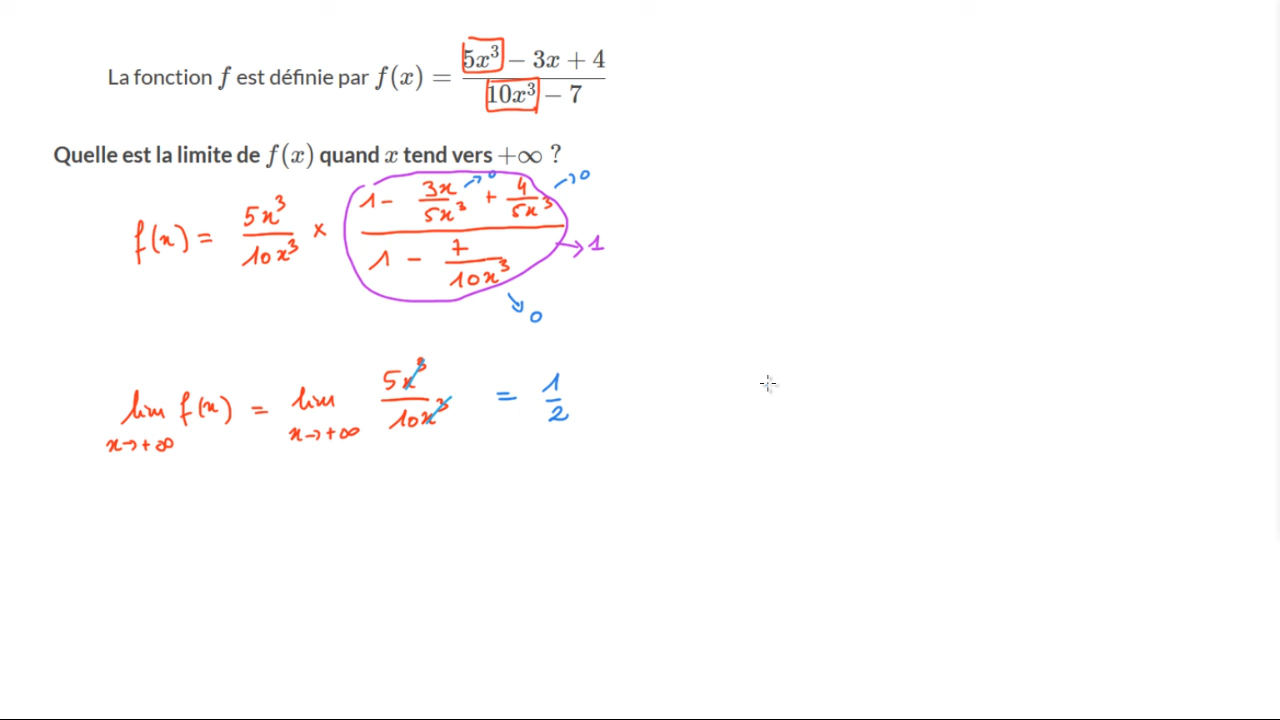 La fonction f est définie par f(x) = (5x³ − 3x + 4) / (10x³ − 7)
Quelle est la limite de f(x) quand x tend vers +∞ ?
f(x) = 5x³/10x³ × (1 − 3x/5x³ + 4/5x³) / (1 − 7/10x³)
→0
→0
→1
→0
lim x→+∞ f(x) = lim x→+∞ 5x³/10x³ = 1/2